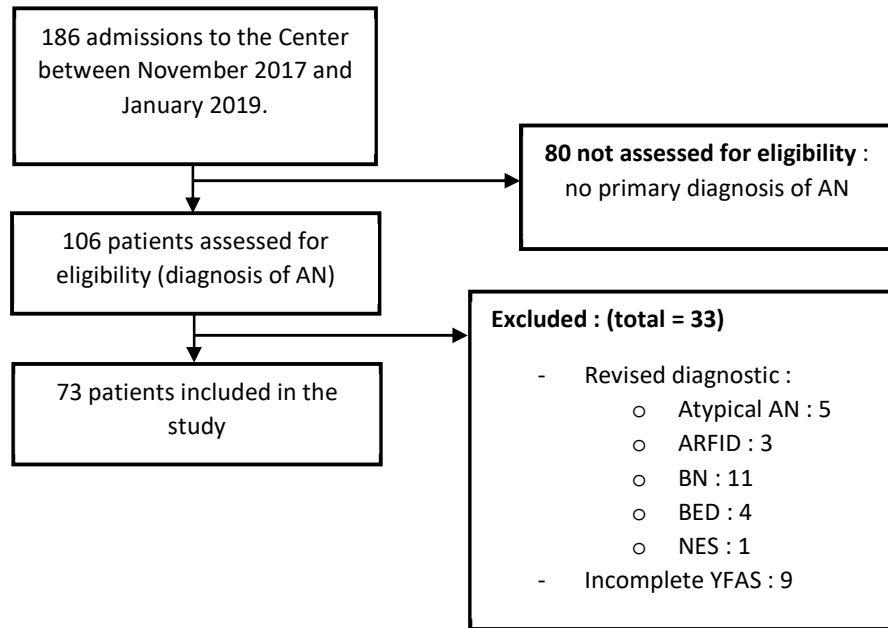 186 admissions to the Center
between November 2017 and
January 2019.
80 not assessed for eligibility :
no primary diagnosis of AN
106 patients assessed for
eligibility (diagnosis of AN)
Excluded : (total = 33)
- Revised diagnostic :
o Atypical AN : 5
o ARFID : 3
o BN : 11
o BED : 4
o NES : 1
- Incomplete YFAS : 9
73 patients included in the
study